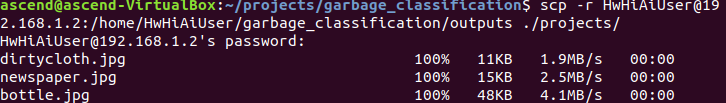 ascend@ascend-VirtualBox:~/projects/garbage_classification$ scp -r HwHiAiUser@19
2.168.1.2:/home/HwHiAiUser/garbage_classification/outputs ./projects/
HwHiAiUser@192.168.1.2's password:
dirtycloth.jpg 100% 11KB 1.9MB/s 00:00
newspaper.jpg 100% 15KB 2.5MB/s 00:00
bottle.jpg 100% 48KB 4.1MB/s 00:00